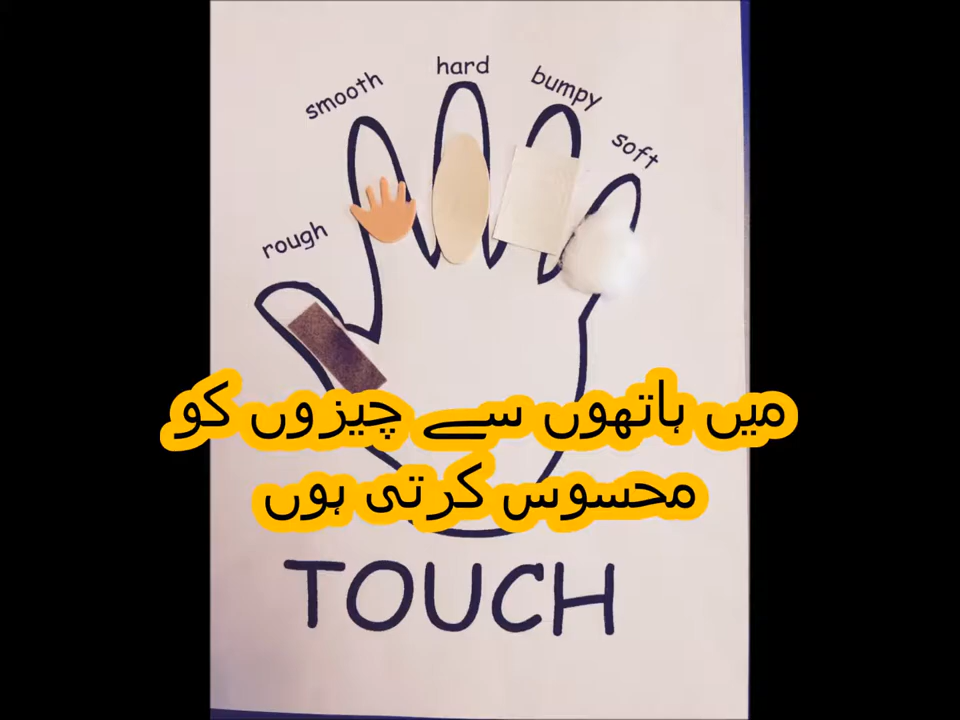 smooth
hard
bumpy
soft
rough
میں ہاتھوں سے چیزوں کو
محسوس کرتی ہوں
TOUCH